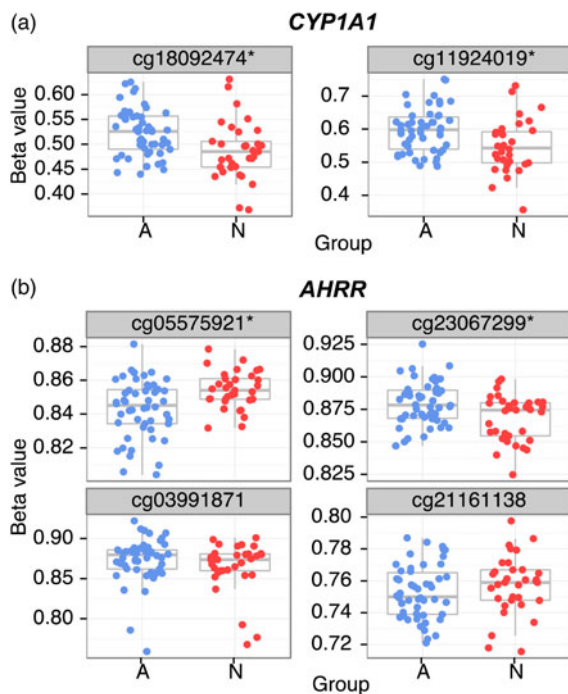 (a) CYP1A1
cg18092474* cg11924019*
Beta value
0.60
0.55
0.50
0.45
0.40
0.7
0.6
0.5
0.4
A N A N
Group
(b) AHRR
cg05575921* cg23067299*
Beta value
0.88
0.86
0.84
0.82
0.925
0.900
0.875
0.850
0.825
cg03991871 cg21161138
0.90
0.85
0.80
0.80
0.78
0.76
0.74
0.72
A N A N
Group